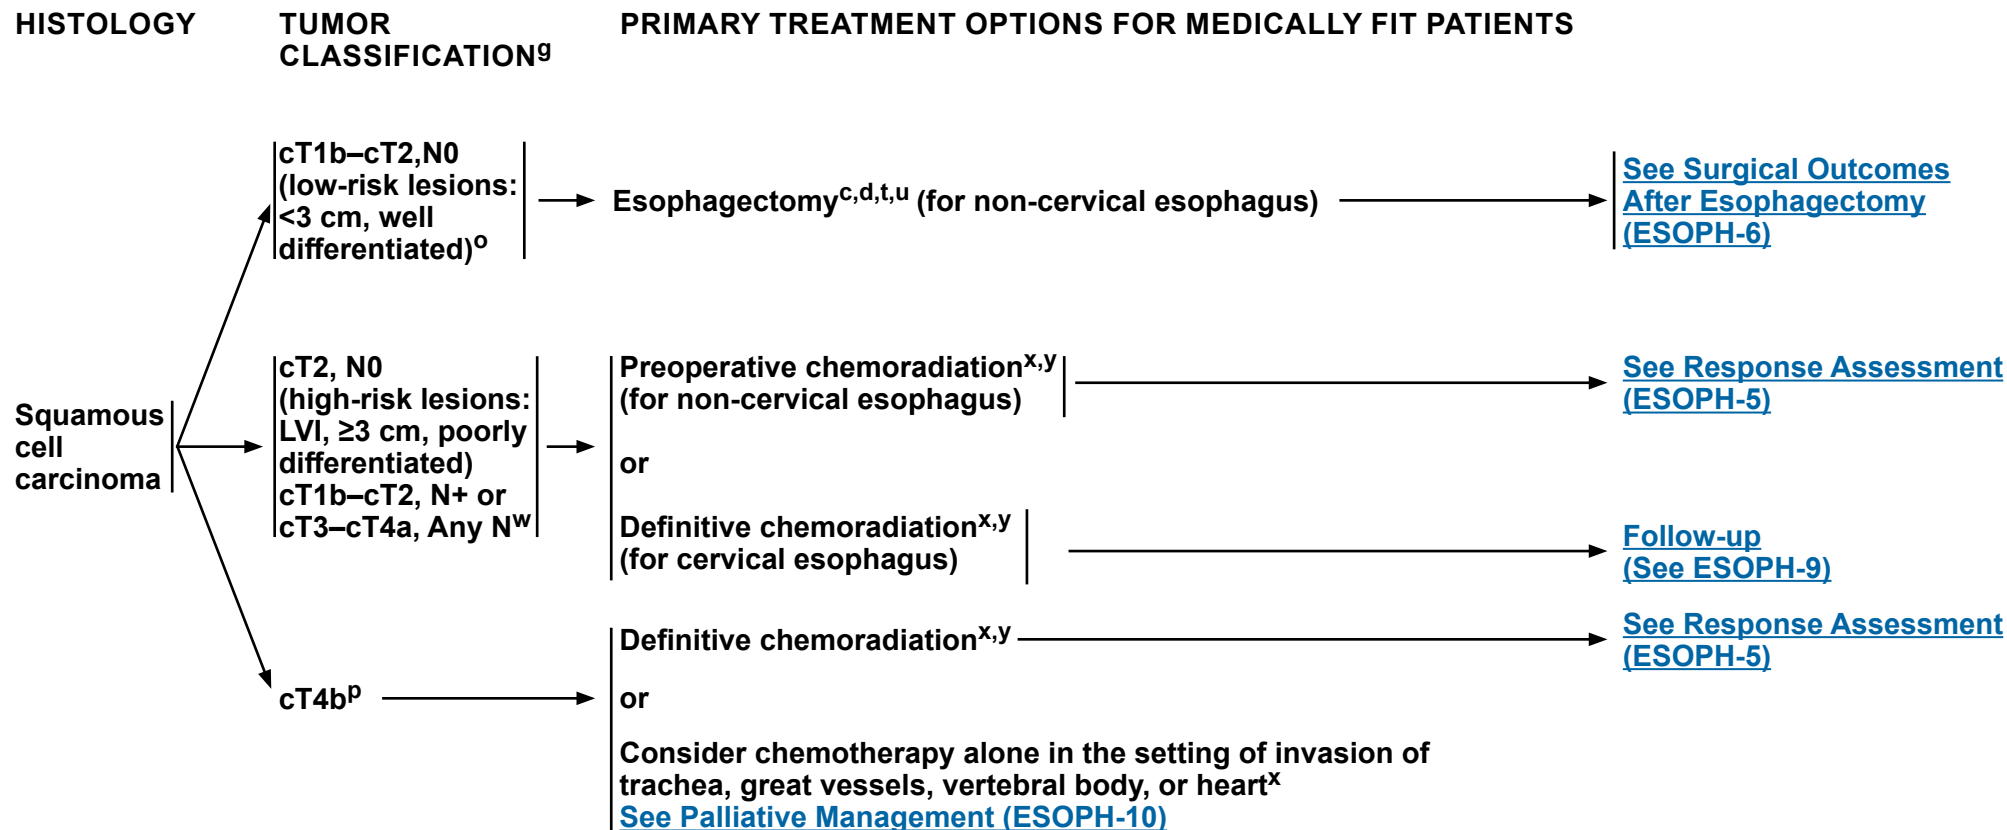 HISTOLOGY
TUMOR
CLASSIFICATIONg
PRIMARY TREATMENT OPTIONS FOR MEDICALLY FIT PATIENTS
Squamous
cell
carcinoma
cT1b–cT2,N0
(low-risk lesions:
<3 cm, well
differentiated)o
Esophagectomyc,d,t,u (for non-cervical esophagus)
See Surgical Outcomes
After Esophagectomy
(ESOPH-6)
cT2, N0
(high-risk lesions:
LVI, ≥3 cm, poorly
differentiated)
cT1b–cT2, N+ or
cT3–cT4a, Any Nw
Preoperative chemoradiationx,y
(for non-cervical esophagus)
See Response Assessment
(ESOPH-5)
or
Definitive chemoradiationx,y
(for cervical esophagus)
Follow-up
(See ESOPH-9)
cT4bp
Definitive chemoradiationx,y
See Response Assessment
(ESOPH-5)
or
Consider chemotherapy alone in the setting of invasion of
trachea, great vessels, vertebral body, or heartx
See Palliative Management (ESOPH-10)